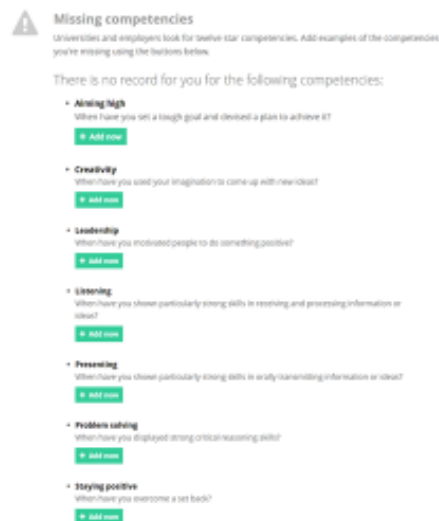 Missing competencies
Universities and employers look for twelve star competencies. Add examples of the competencies
you're missing using the buttons below.
There is no record for you for the following competencies:
• Aiming high
When have you set a tough goal and devised a plan to achieve it?
+ Add now
• Creativity
When have you used your imagination to come up with new ideas?
+ Add now
• Leadership
When have you motivated people to do something positive?
+ Add now
• Listening
When have you shown particularly strong skills in receiving and processing information or
ideas?
+ Add now
• Presenting
When have you shown particularly strong skills in orally transmitting information or ideas?
+ Add now
• Problem solving
When have you displayed strong critical reasoning skills?
+ Add now
• Staying positive
When have you overcome a set back?
+ Add now